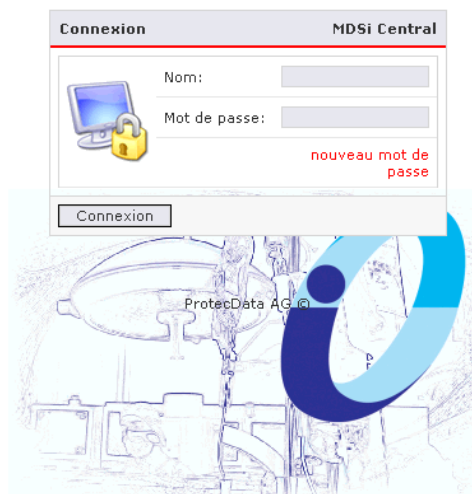 Connexion MDSi Central
Nom:
Mot de passe:
nouveau mot de
passe
Connexion
ProtecData AG ©